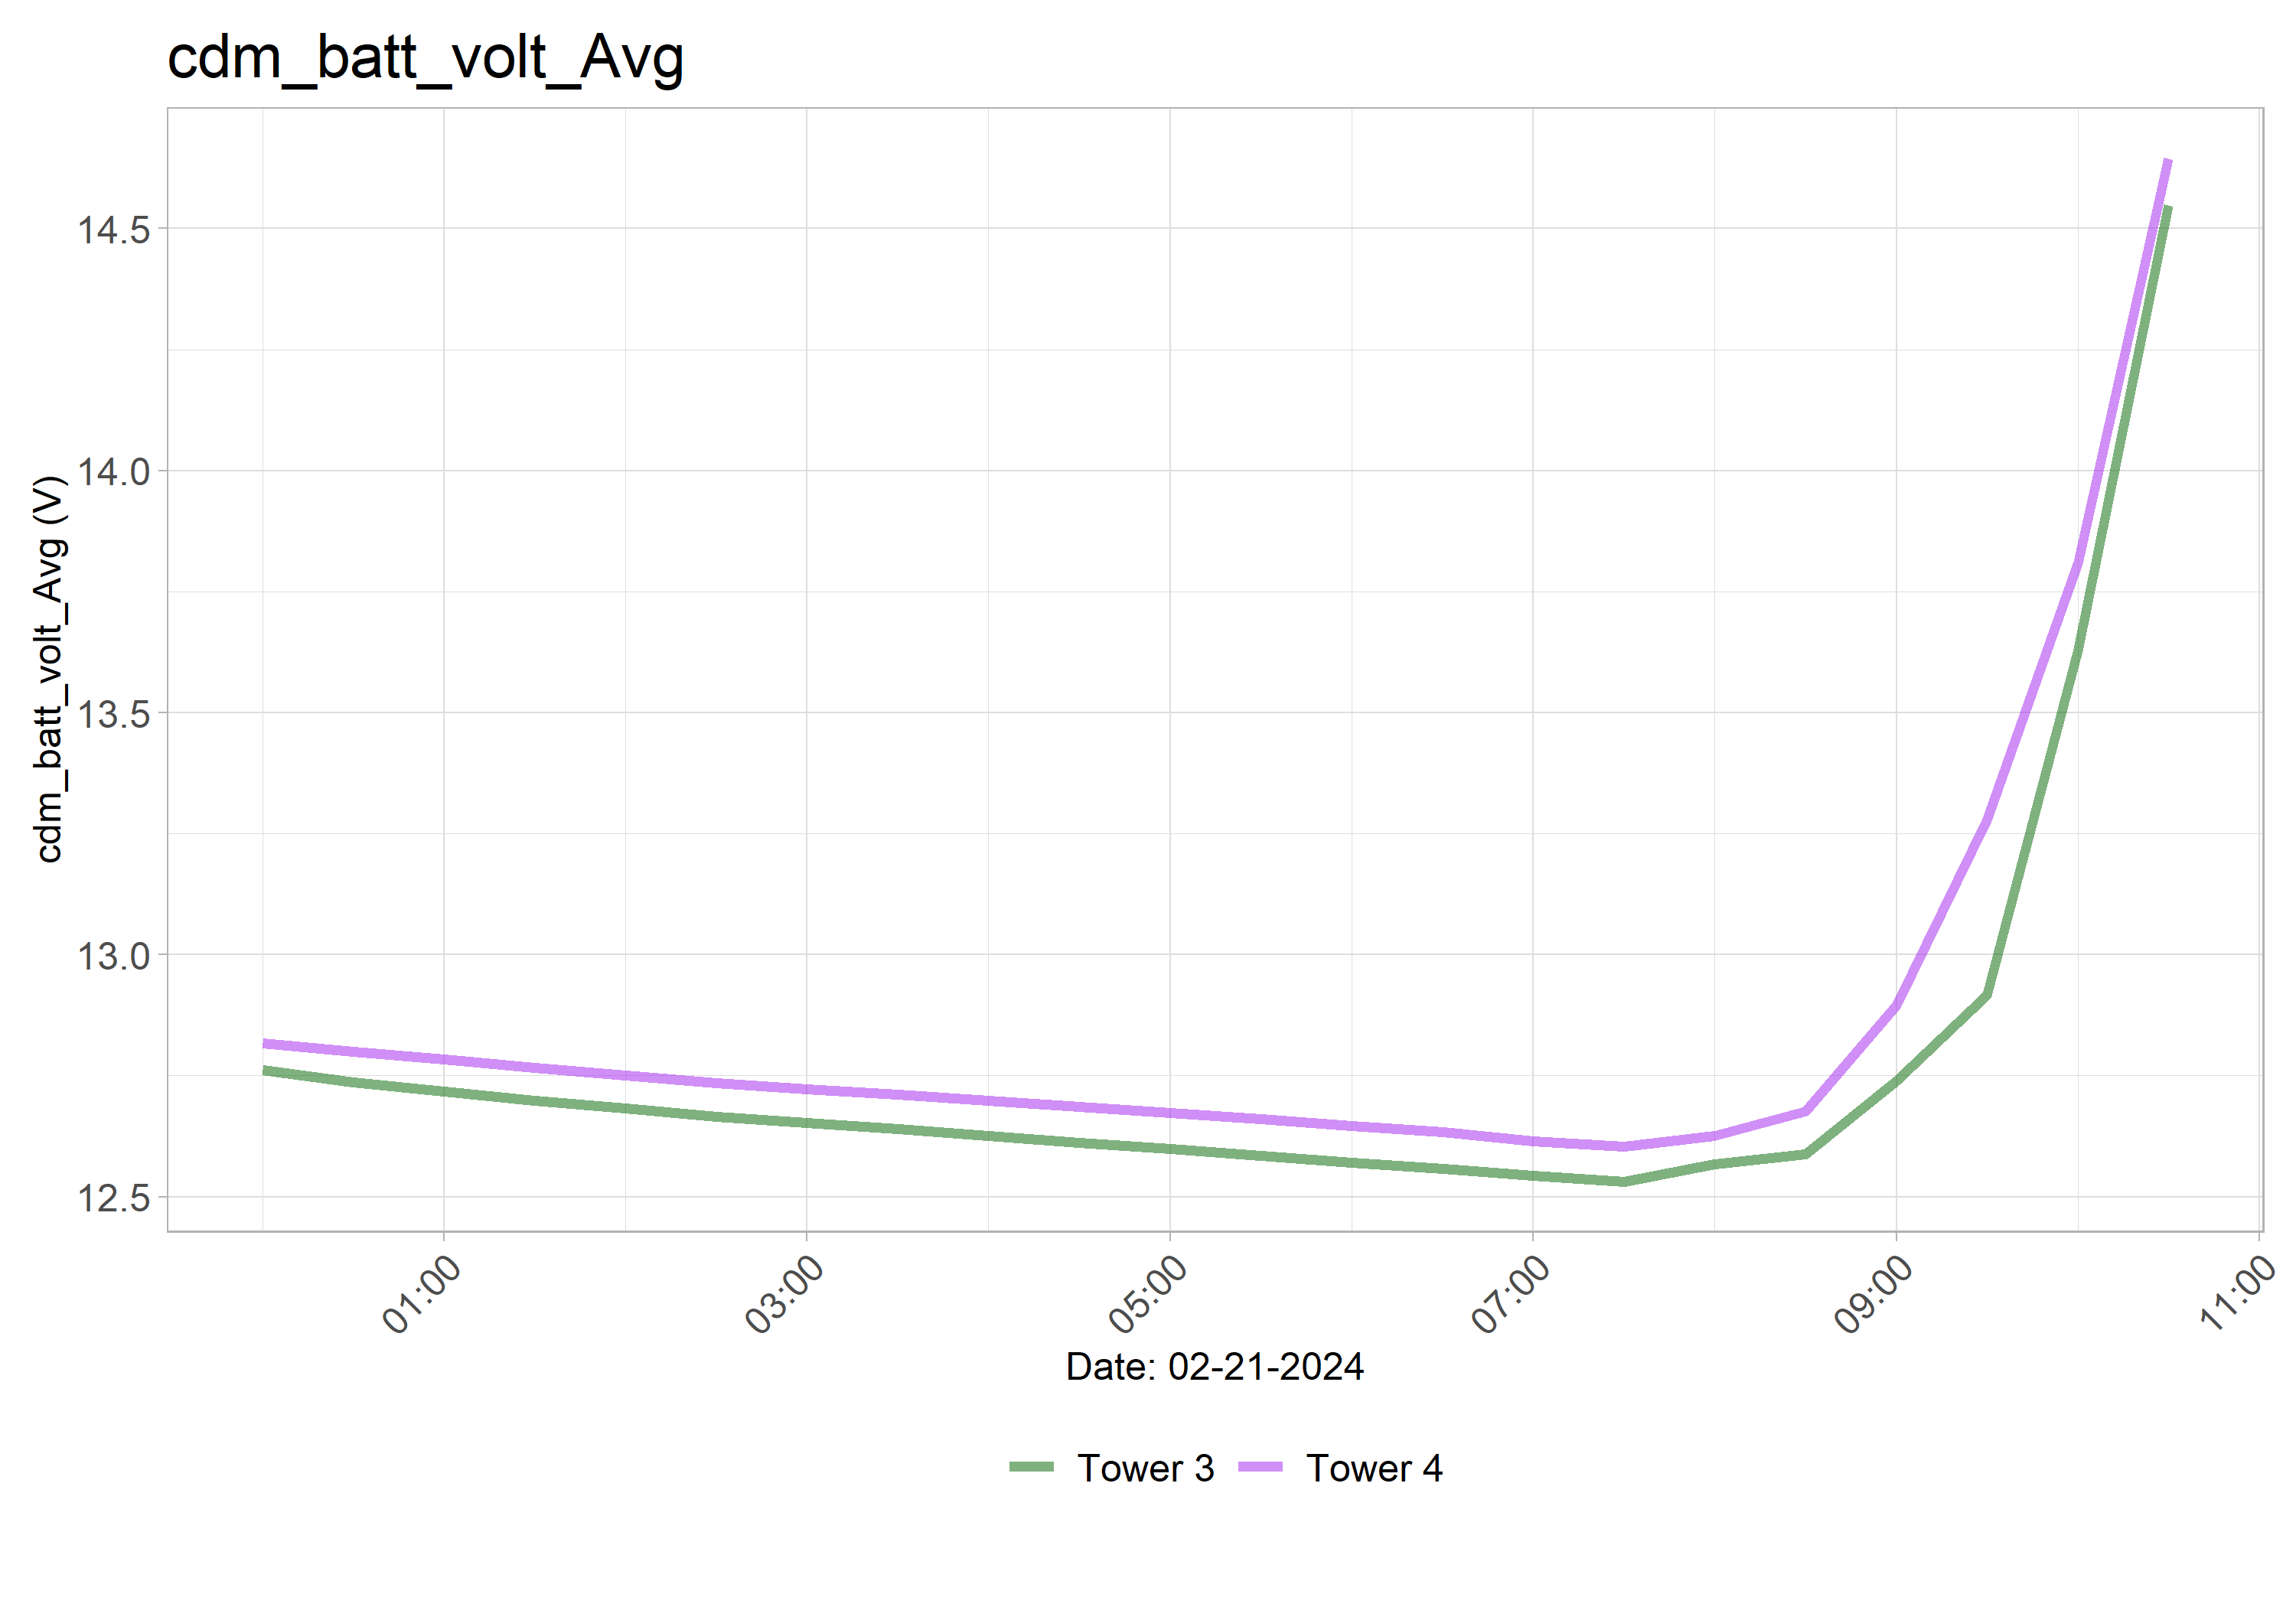 cdm_batt_volt_Avg
cdm_batt_volt_Avg (V)
14.5
14.0
13.5
13.0
12.5
01:00
03:00
05:00
07:00
09:00
11:00
Date: 02-21-2024
Tower 3
Tower 4